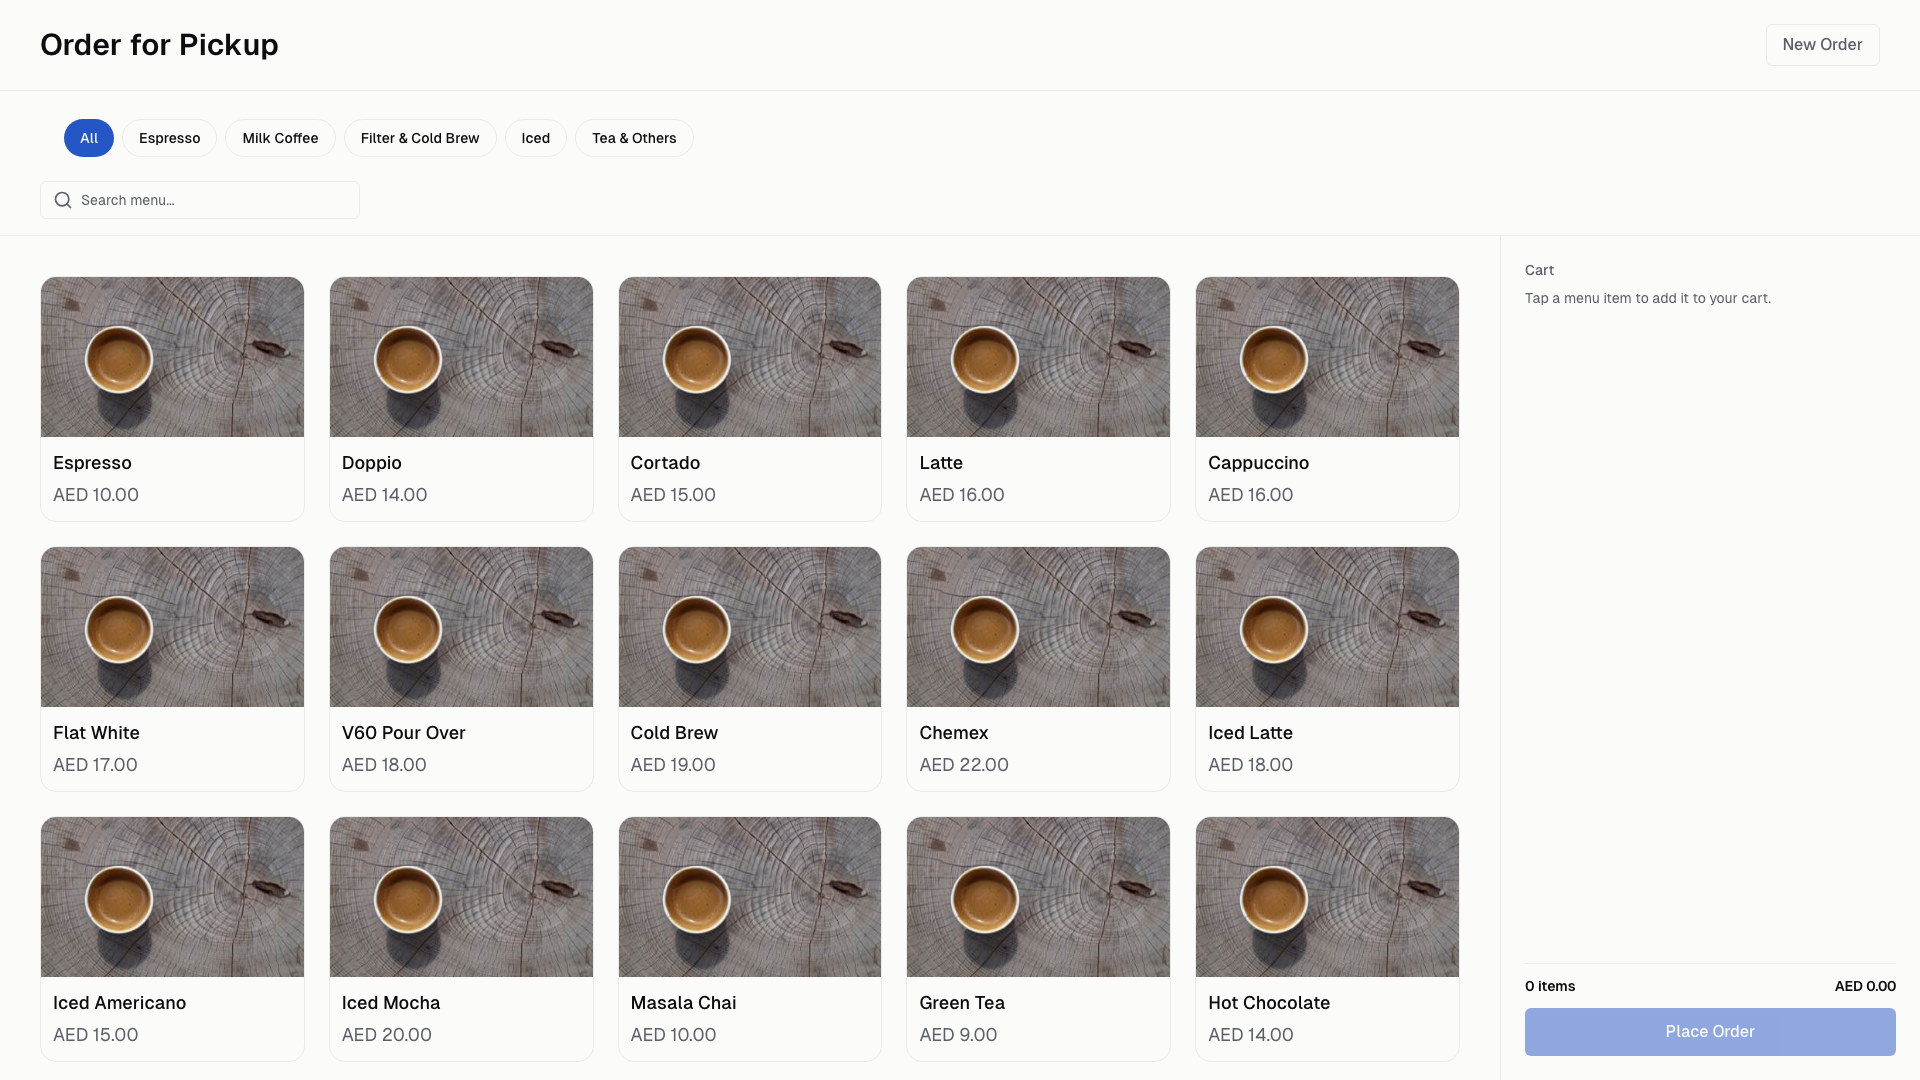 Order for Pickup
New Order
All
Espresso
Milk Coffee
Filter & Cold Brew
Iced
Tea & Others
Search menu...
Cart
Tap a menu item to add it to your cart.
Espresso
AED 10.00
Doppio
AED 14.00
Cortado
AED 15.00
Latte
AED 16.00
Cappuccino
AED 16.00
Flat White
AED 17.00
V60 Pour Over
AED 18.00
Cold Brew
AED 19.00
Chemex
AED 22.00
Iced Latte
AED 18.00
Iced Americano
AED 15.00
Iced Mocha
AED 20.00
Masala Chai
AED 10.00
Green Tea
AED 9.00
Hot Chocolate
AED 14.00
0 items
AED 0.00
Place Order